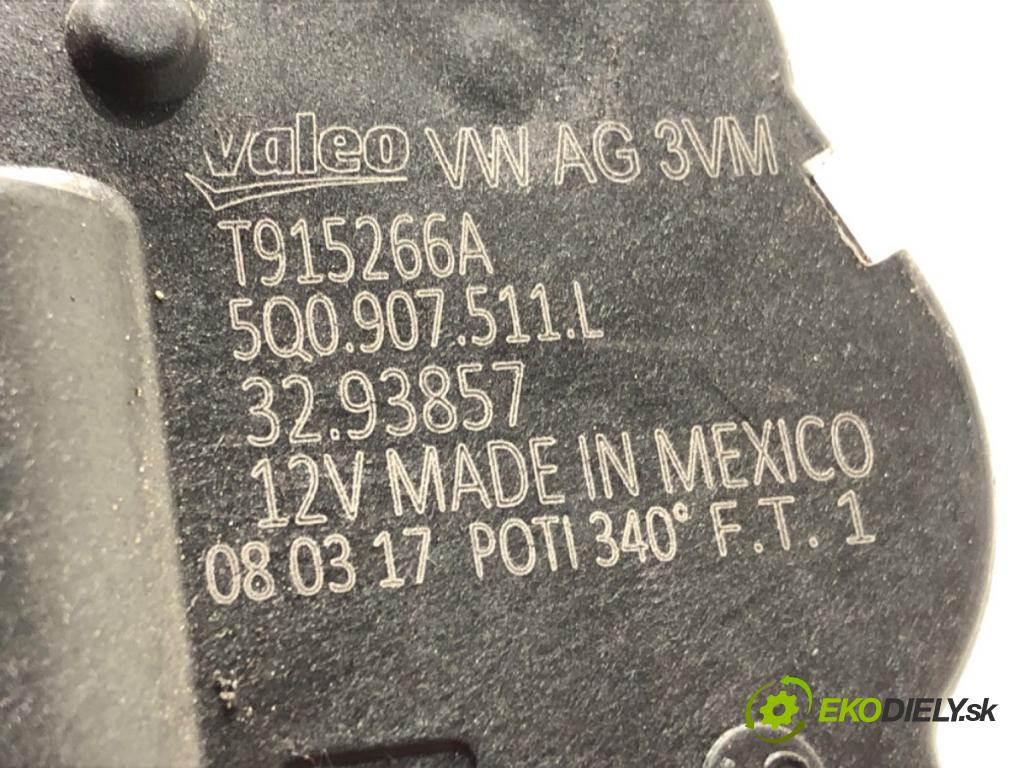 valeo VW AG 3VM
T915266A
5Q0.907.511.L
32.93857
12V MADE IN MEXICO
08 03 17 POTI 340° F.T. 1
EKODIELY.sk